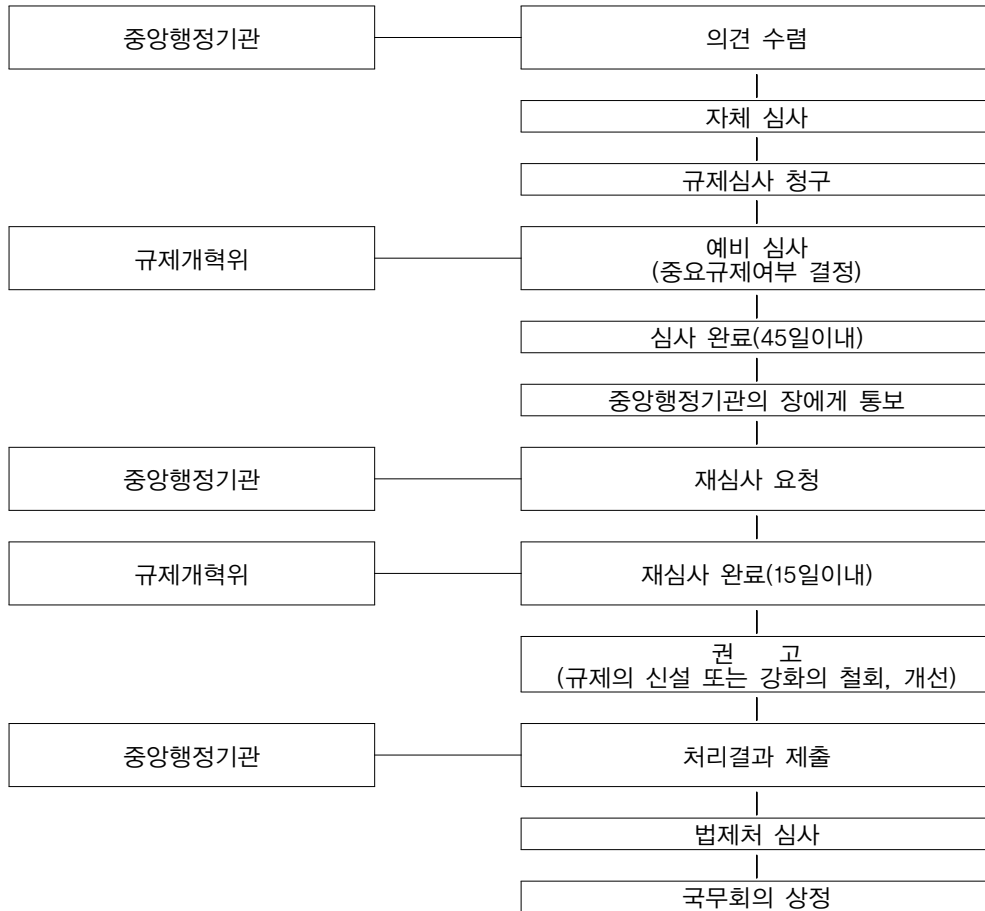 중앙행정기관
의견 수렴
자체 심사
규제심사 청구
규제개혁위
예비 심사
(중요규제여부 결정)
심사 완료(45일이내)
중앙행정기관의 장에게 통보
중앙행정기관
재심사 요청
규제개혁위
재심사 완료(15일이내)
권 고
(규제의 신설 또는 강화의 철회, 개선)
중앙행정기관
처리결과 제출
법제처 심사
국무회의 상정